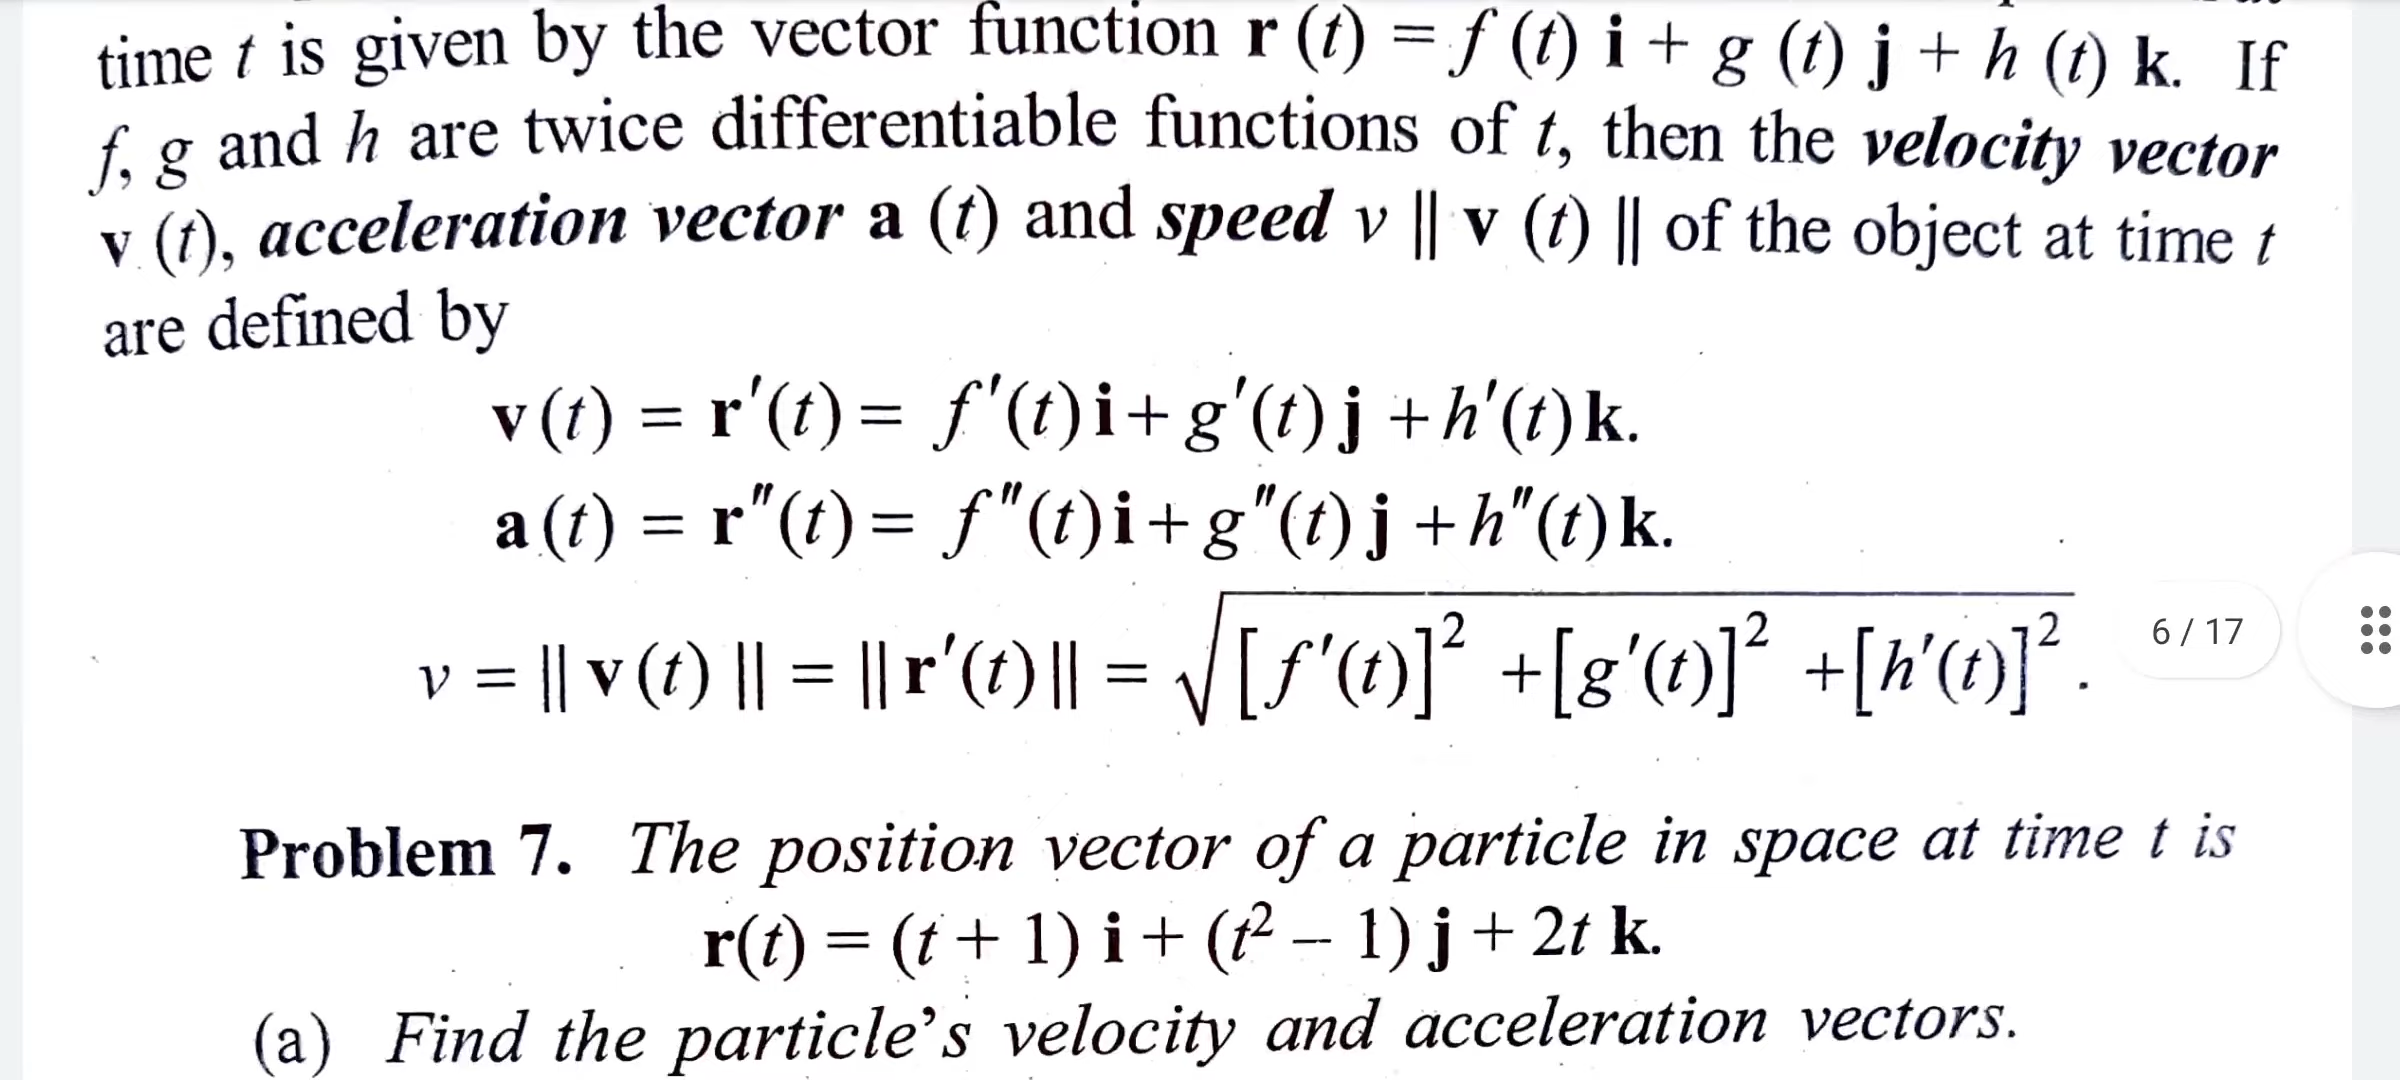 time t is given by the vector function r (t) = f (t) i + g (t) j + h (t) k. If
f, g and h are twice differentiable functions of t, then the velocity vector
v (t), acceleration vector a (t) and speed v || v (t) || of the object at time t
are defined by
v(t) = r'(t) = f'(t) i + g'(t) j + h'(t) k.
a(t) = r"(t) = f"(t) i + g"(t) j + h"(t) k.
v = || v(t) || = || r'(t) || = √[f'(t)]² + [g'(t)]² + [h'(t)]².
6 / 17
Problem 7. The position vector of a particle in space at time t is
r(t) = (t + 1) i + (t² – 1) j + 2t k.
(a) Find the particle's velocity and acceleration vectors.